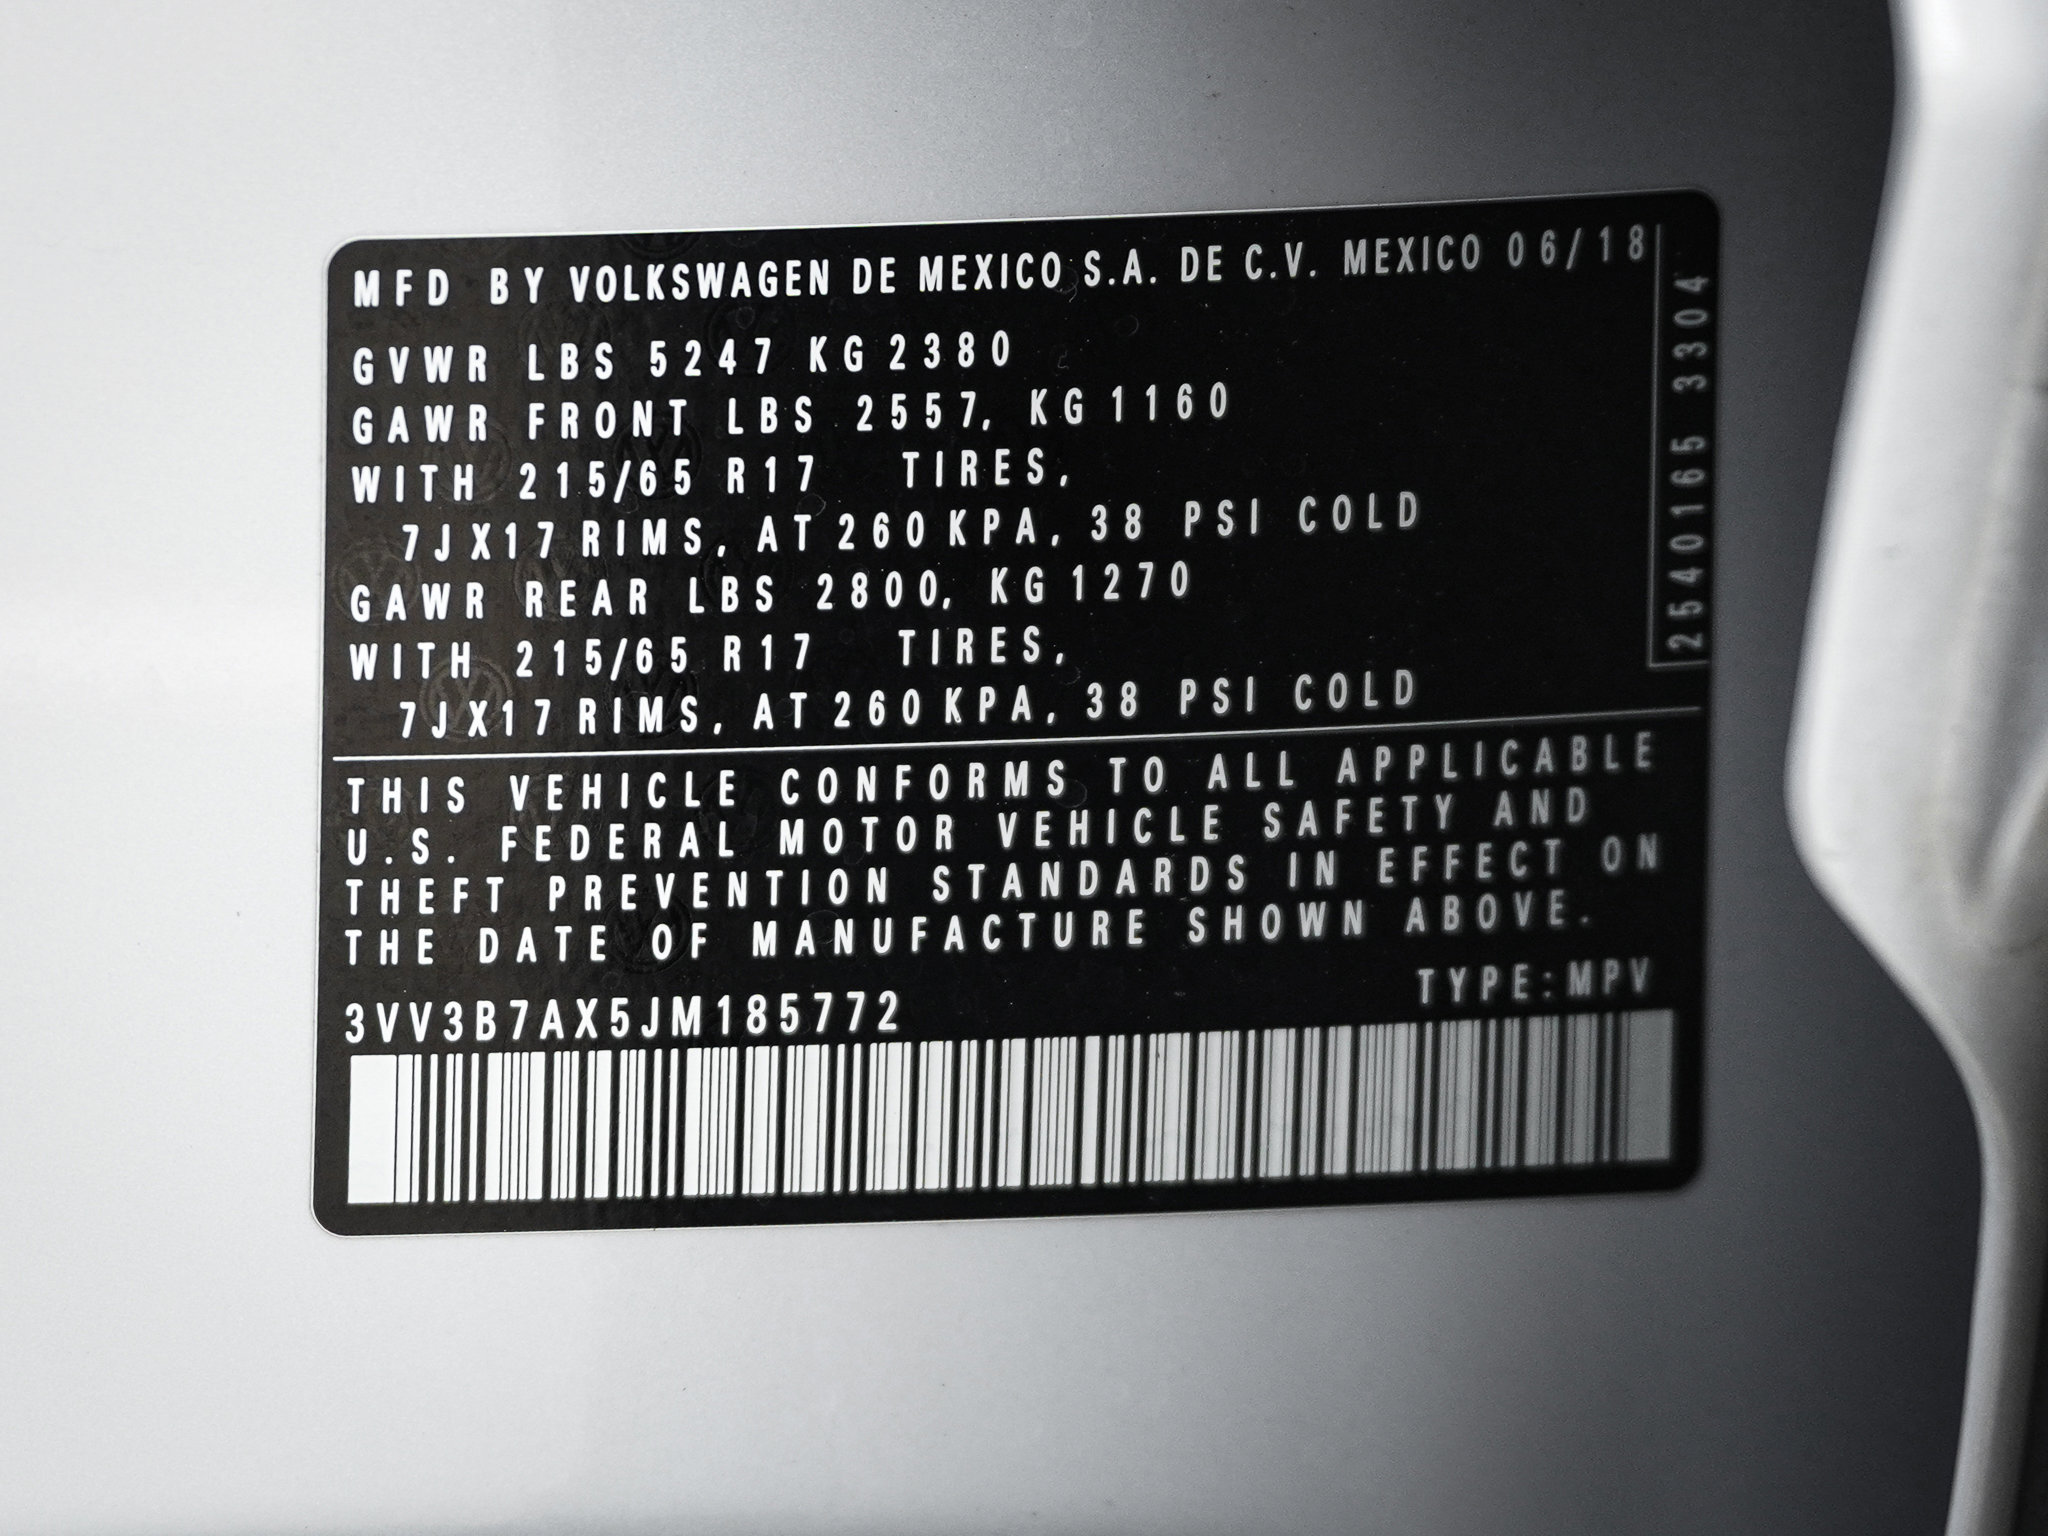 MFD BY VOLKSWAGEN DE MEXICO S.A. DE C.V. MEXICO 06/18
GVWR LBS 5247 KG 2380
GAWR FRONT LBS 2557, KG 1160
WITH 215/65 R17 TIRES,
7JX17 RIMS, AT 260 KPA, 38 PSI COLD
GAWR REAR LBS 2800, KG 1270
WITH 215/65 R17 TIRES,
7JX17 RIMS, AT 260 KPA, 38 PSI COLD
2540165 3304
THIS VEHICLE CONFORMS TO ALL APPLICABLE
U.S. FEDERAL MOTOR VEHICLE SAFETY AND
THEFT PREVENTION STANDARDS IN EFFECT ON
THE DATE OF MANUFACTURE SHOWN ABOVE.
TYPE:MPV
3VV3B7AX5JM185772